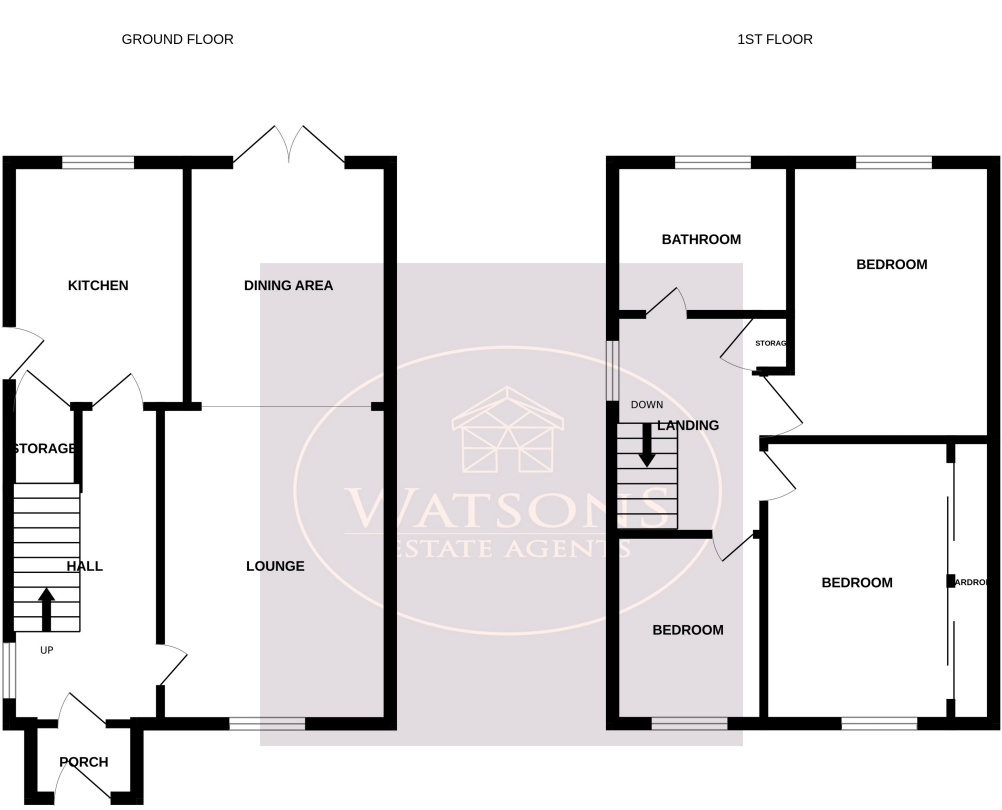 GROUND FLOOR
1ST FLOOR
KITCHEN
DINING AREA
STORAGE
HALL
LOUNGE
UP
PORCH
BATHROOM
BEDROOM
STORAG
DOWN
LANDING
BEDROOM
ARDRO
BEDROOM
WATSONS
ESTATE AGENTS